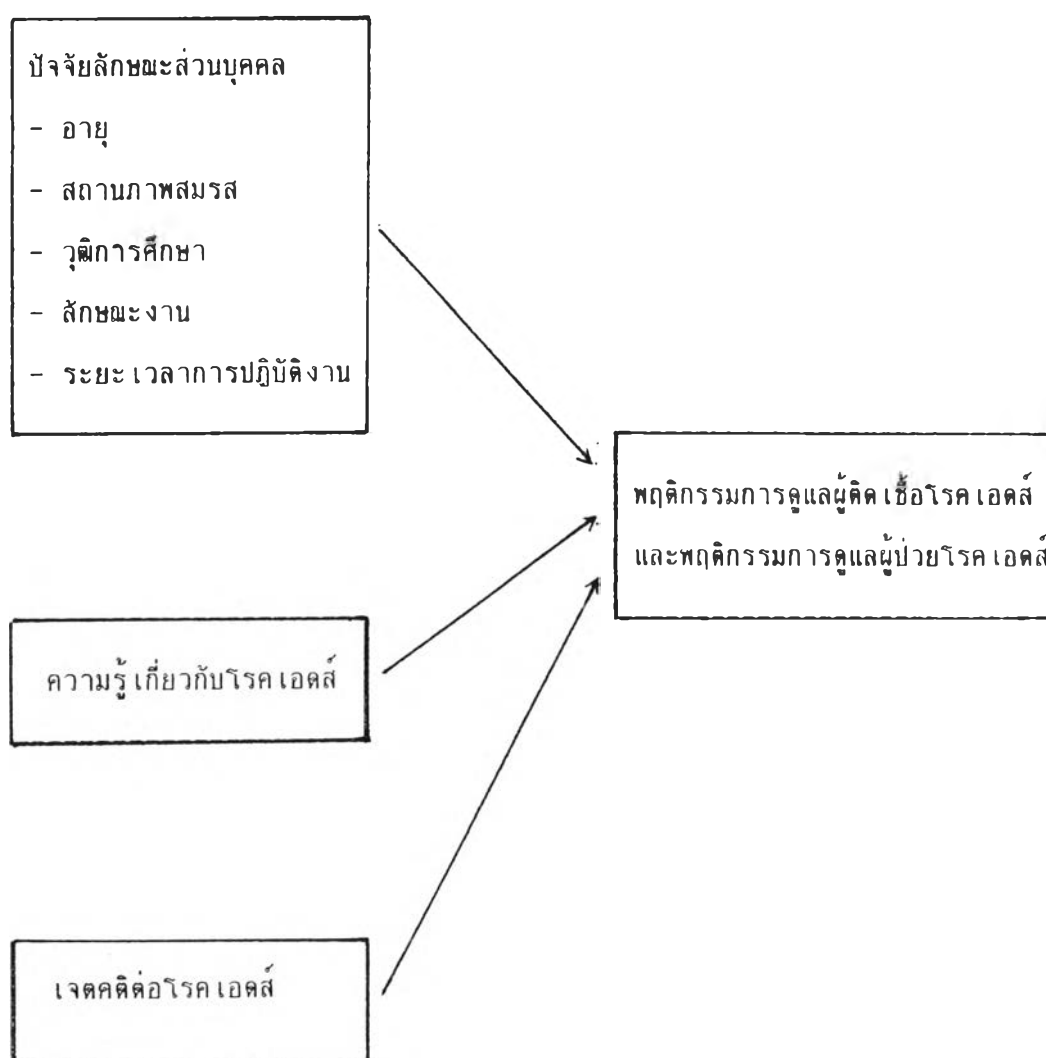 ปัจจัยลักษณะส่วนบุคคล
- อายุ
- สถานภาพสมรส
- วุฒิการศึกษา
- ลักษณะงาน
- ระยะเวลาการปฎิบัติงาน
พฤติกรรมการดูแลผู้ติดเชื้อโรคเอดส์
และพฤติกรรมการดูแลผู้ป่วยโรคเอดส์
ความรู้เกี่ยวกับโรคเอดส์
เจตคติต่อโรคเอดส์